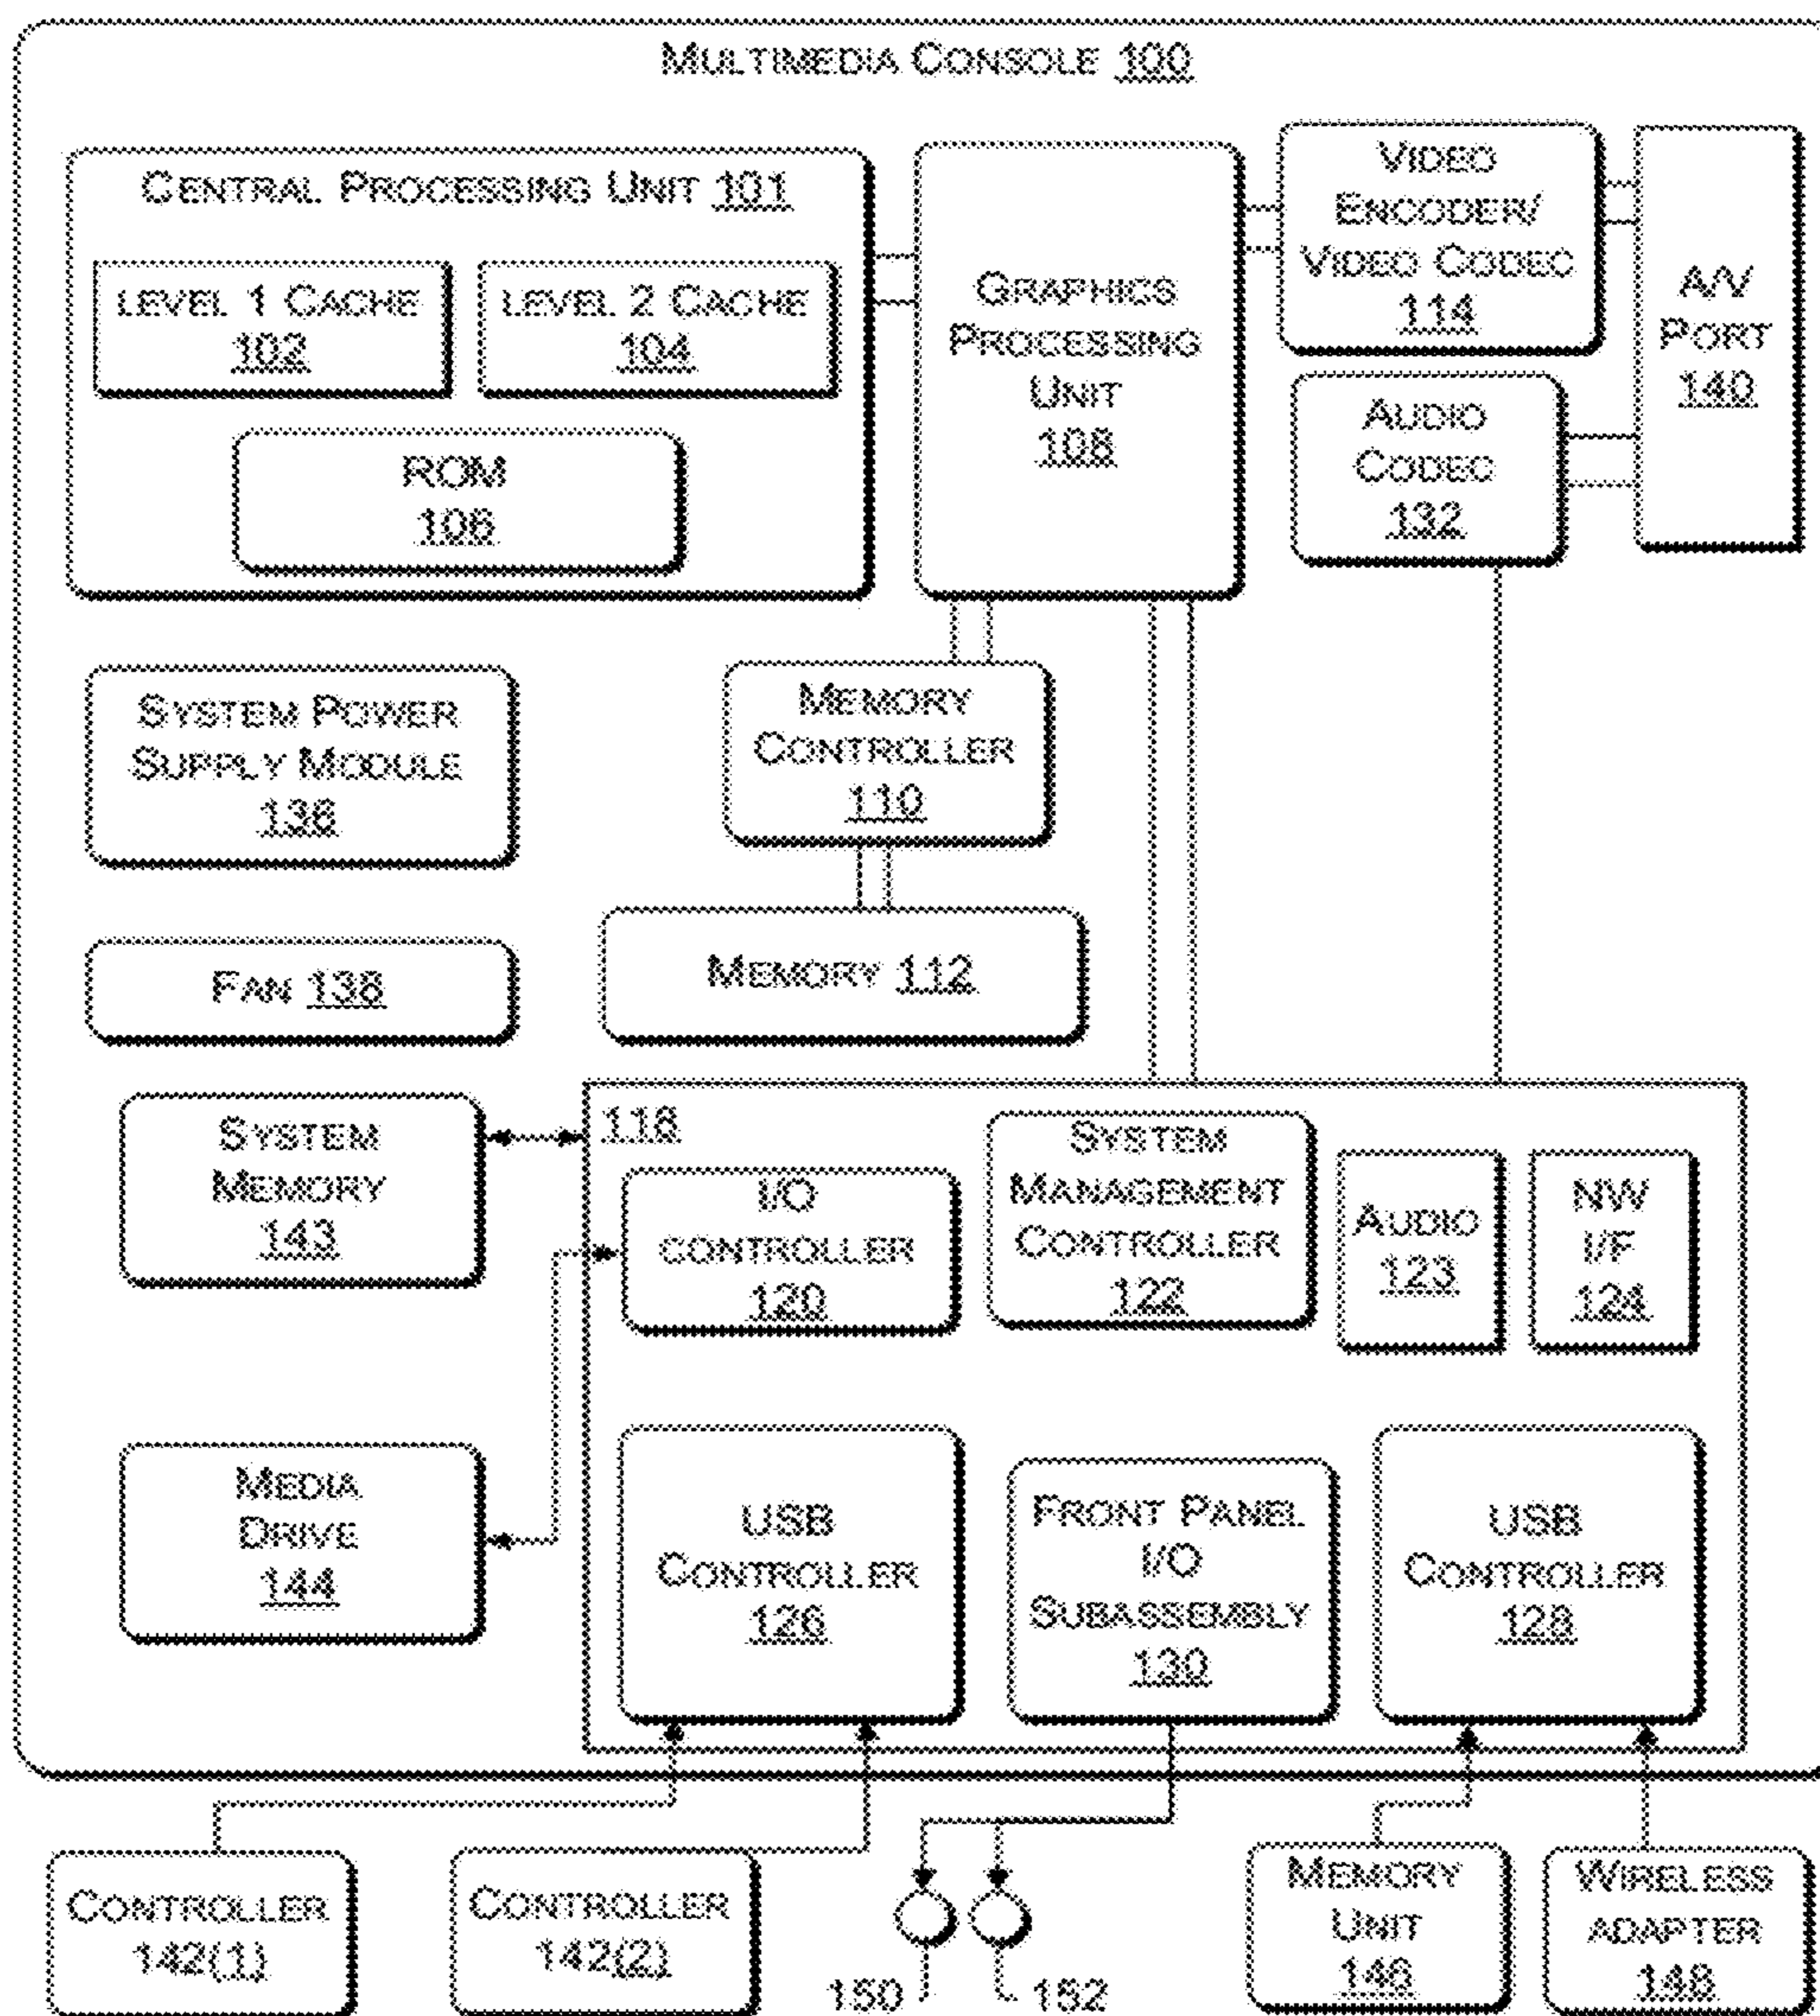 MULTIMEDIA CONSOLE 100
CENTRAL PROCESSING UNIT 101
LEVEL 1 CACHE
102
LEVEL 2 CACHE
104
ROM
106
GRAPHICS
PROCESSING
UNIT
108
VIDEO
ENCODER/
VIDEO CODEC
114
A/V
PORT
140
AUDIO
CODEC
132
SYSTEM POWER
SUPPLY MODULE
136
MEMORY
CONTROLLER
110
FAN 138
MEMORY 112
SYSTEM
MEMORY
143
118
I/O
CONTROLLER
120
SYSTEM
MANAGEMENT
CONTROLLER
122
AUDIO
123
NW
I/F
124
MEDIA
DRIVE
144
USB
CONTROLLER
126
FRONT PANEL
I/O
SUBASSEMBLY
130
USB
CONTROLLER
128
CONTROLLER
142(1)
CONTROLLER
142(2)
150
152
MEMORY
UNIT
146
WIRELESS
ADAPTER
148